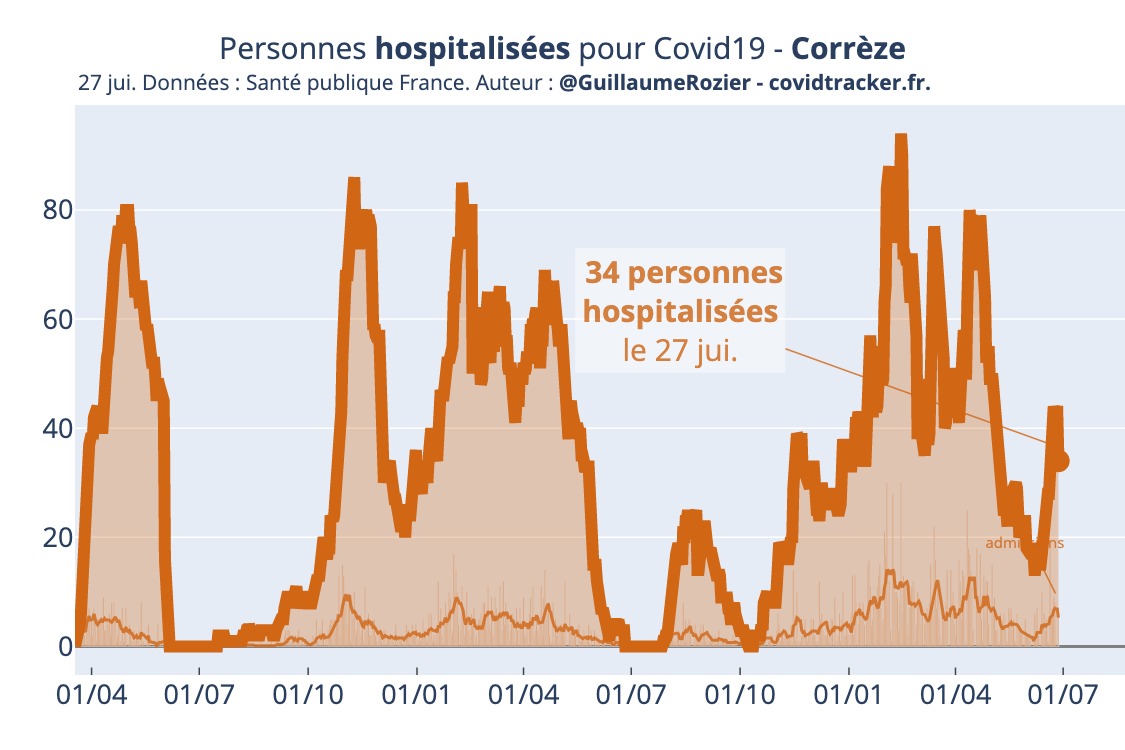 Personnes hospitalisées pour Covid19 - Corrèze
27 jui. Données : Santé publique France. Auteur : @GuillaumeRozier - covidtracker.fr.
80
60
40
20
0
34 personnes
hospitalisées
le 27 jui.
01/04 01/07 01/10 01/01 01/04 01/07 01/10 01/01 01/04 01/07